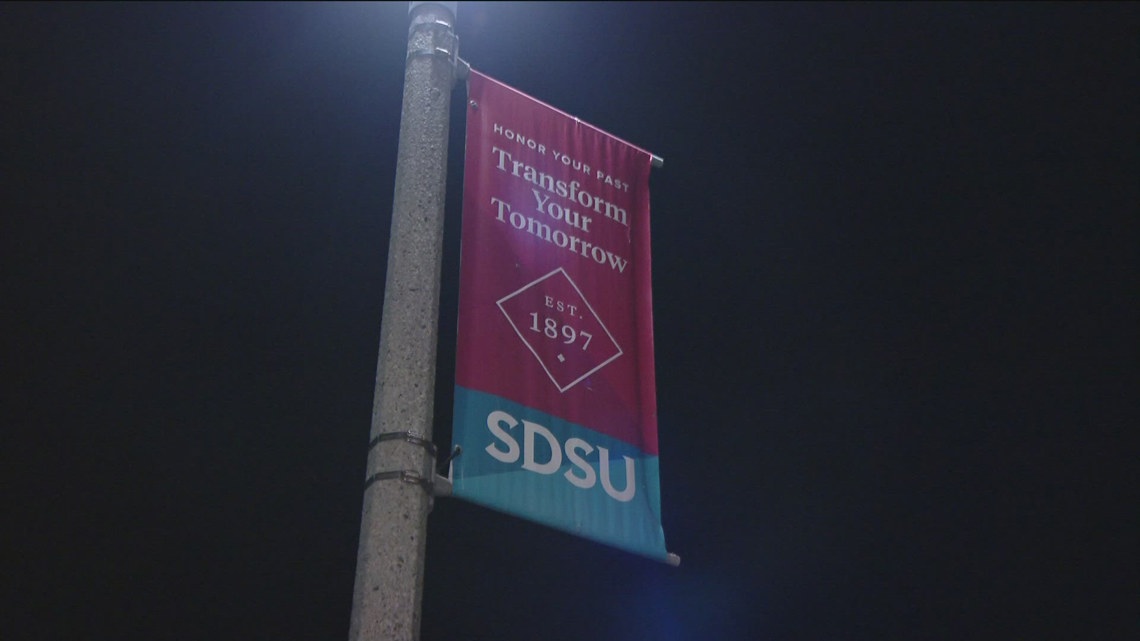 HONOR YOUR PAST
Transform
Your
Tomorrow
EST.
1897
SDSU